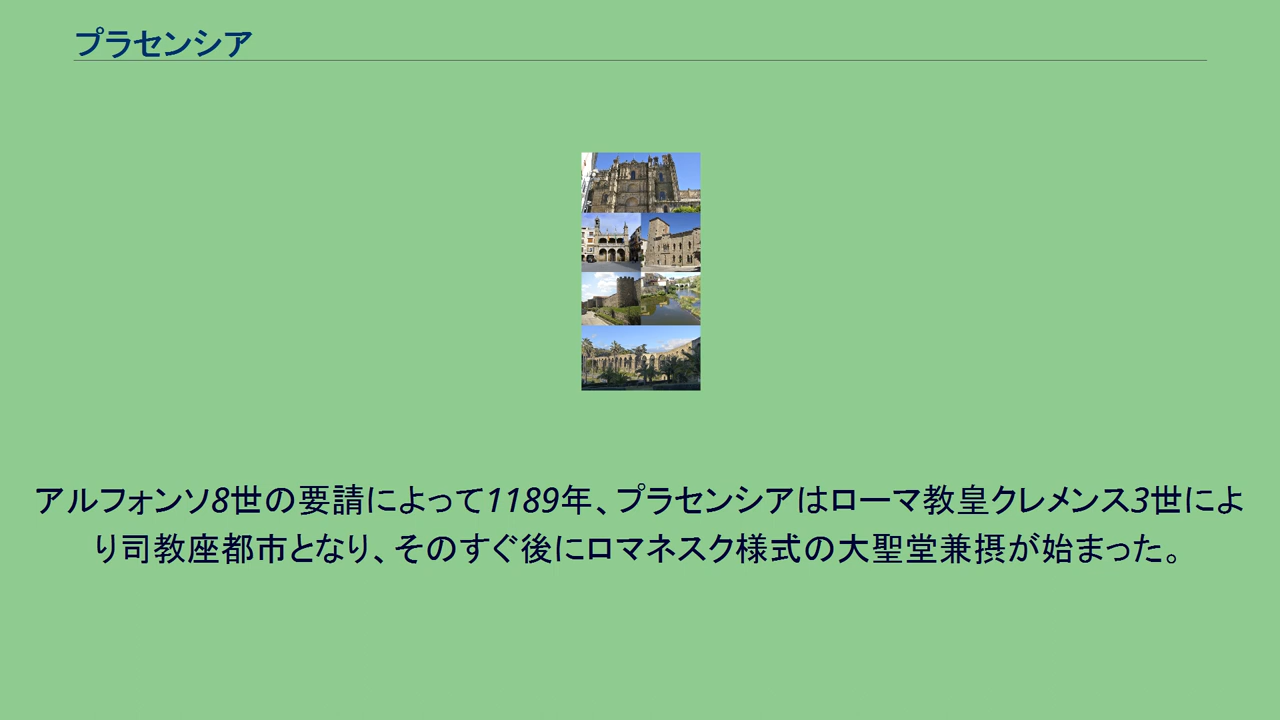 プラセンシア
アルフォンソ8世の要請によって1189年、プラセンシアはローマ教皇クレメンス3世によ
り司教座都市となり、そのすぐ後にロマネスク様式の大聖堂兼摂が始まった。